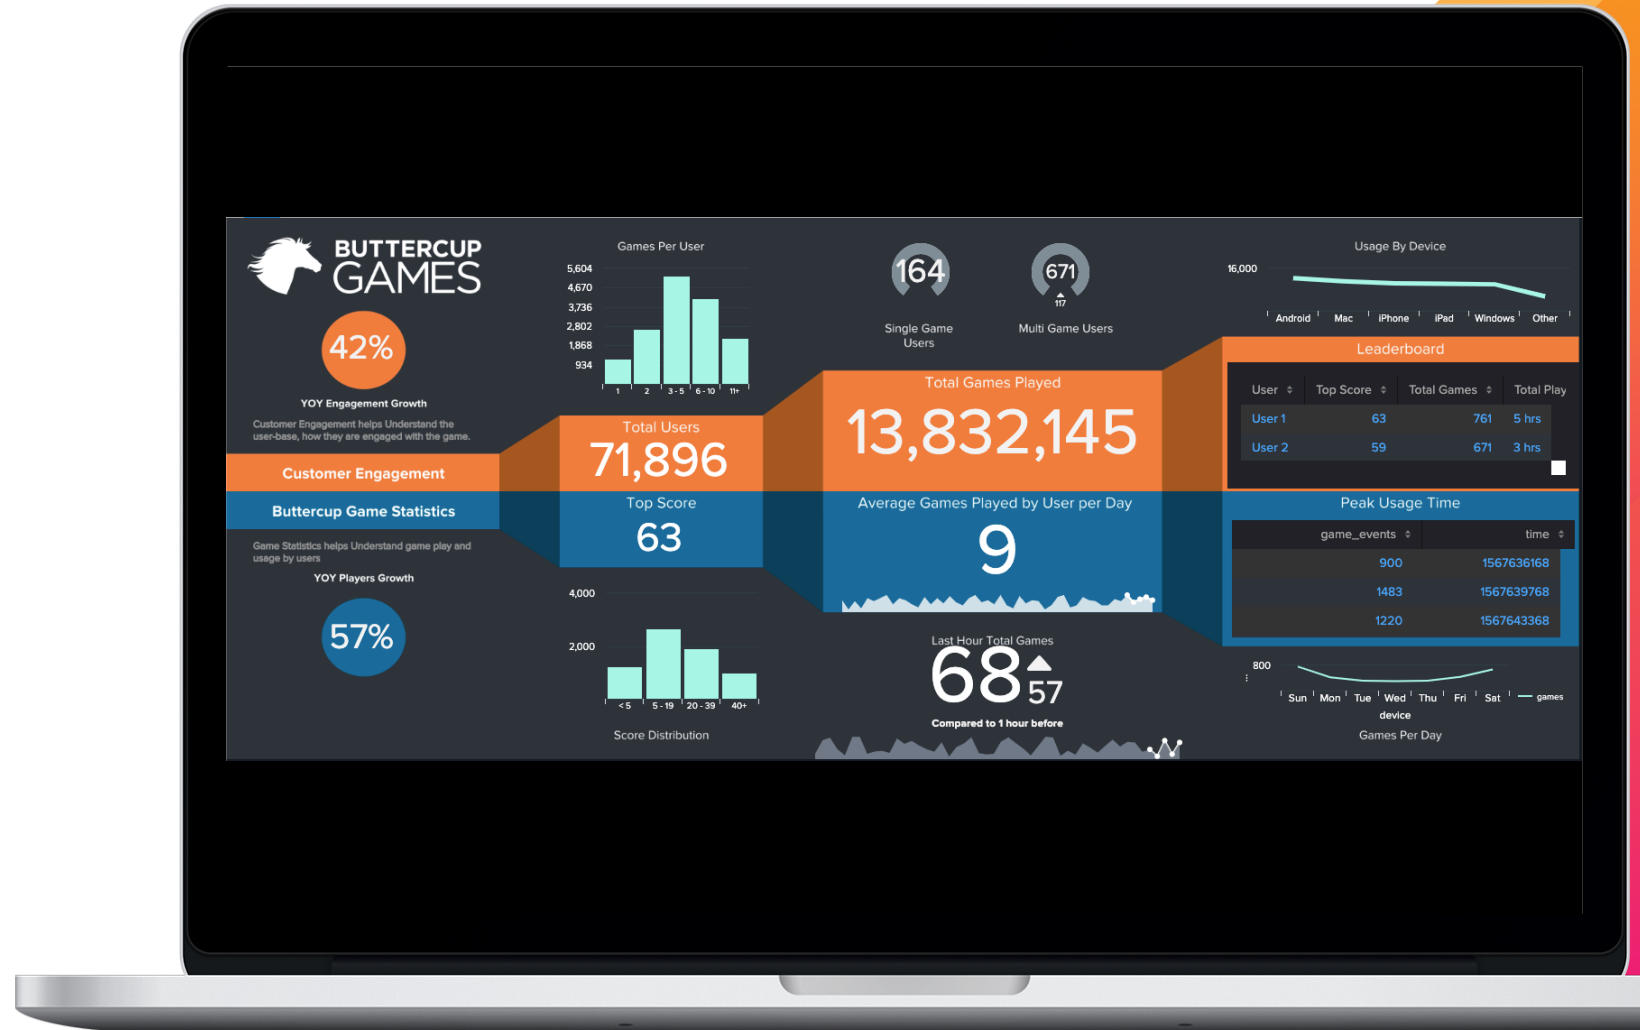 BUTTERCUP
GAMES
42%
YOY Engagement Growth
Customer Engagement helps Understand the
user-base, how they are engaged with the game.
Customer Engagement
Buttercup Game Statistics
Game Statistics helps Understand game play and
usage by users
YOY Players Growth
57%
Games Per User
5,604
4,670
3,736
2,802
1,868
934
1 2 3 - 5 6 - 10 11+
Total Users
71,896
Top Score
63
4,000
2,000
< 5 5 - 19 20 - 39 40+
Score Distribution
164
Single Game
Users
671
117
Multi Game Users
Total Games Played
13,832,145
Average Games Played by User per Day
9
Last Hour Total Games
68 57
Compared to 1 hour before
Usage By Device
16,000
Android Mac iPhone iPad Windows Other
Leaderboard
User Top Score Total Games Total Play
User 1 63 761 5 hrs
User 2 59 671 3 hrs
Peak Usage Time
game_events time
900 1567636168
1483 1567639768
1220 1567643368
800
Sun Mon Tue Wed Thu Fri Sat games
device
Games Per Day